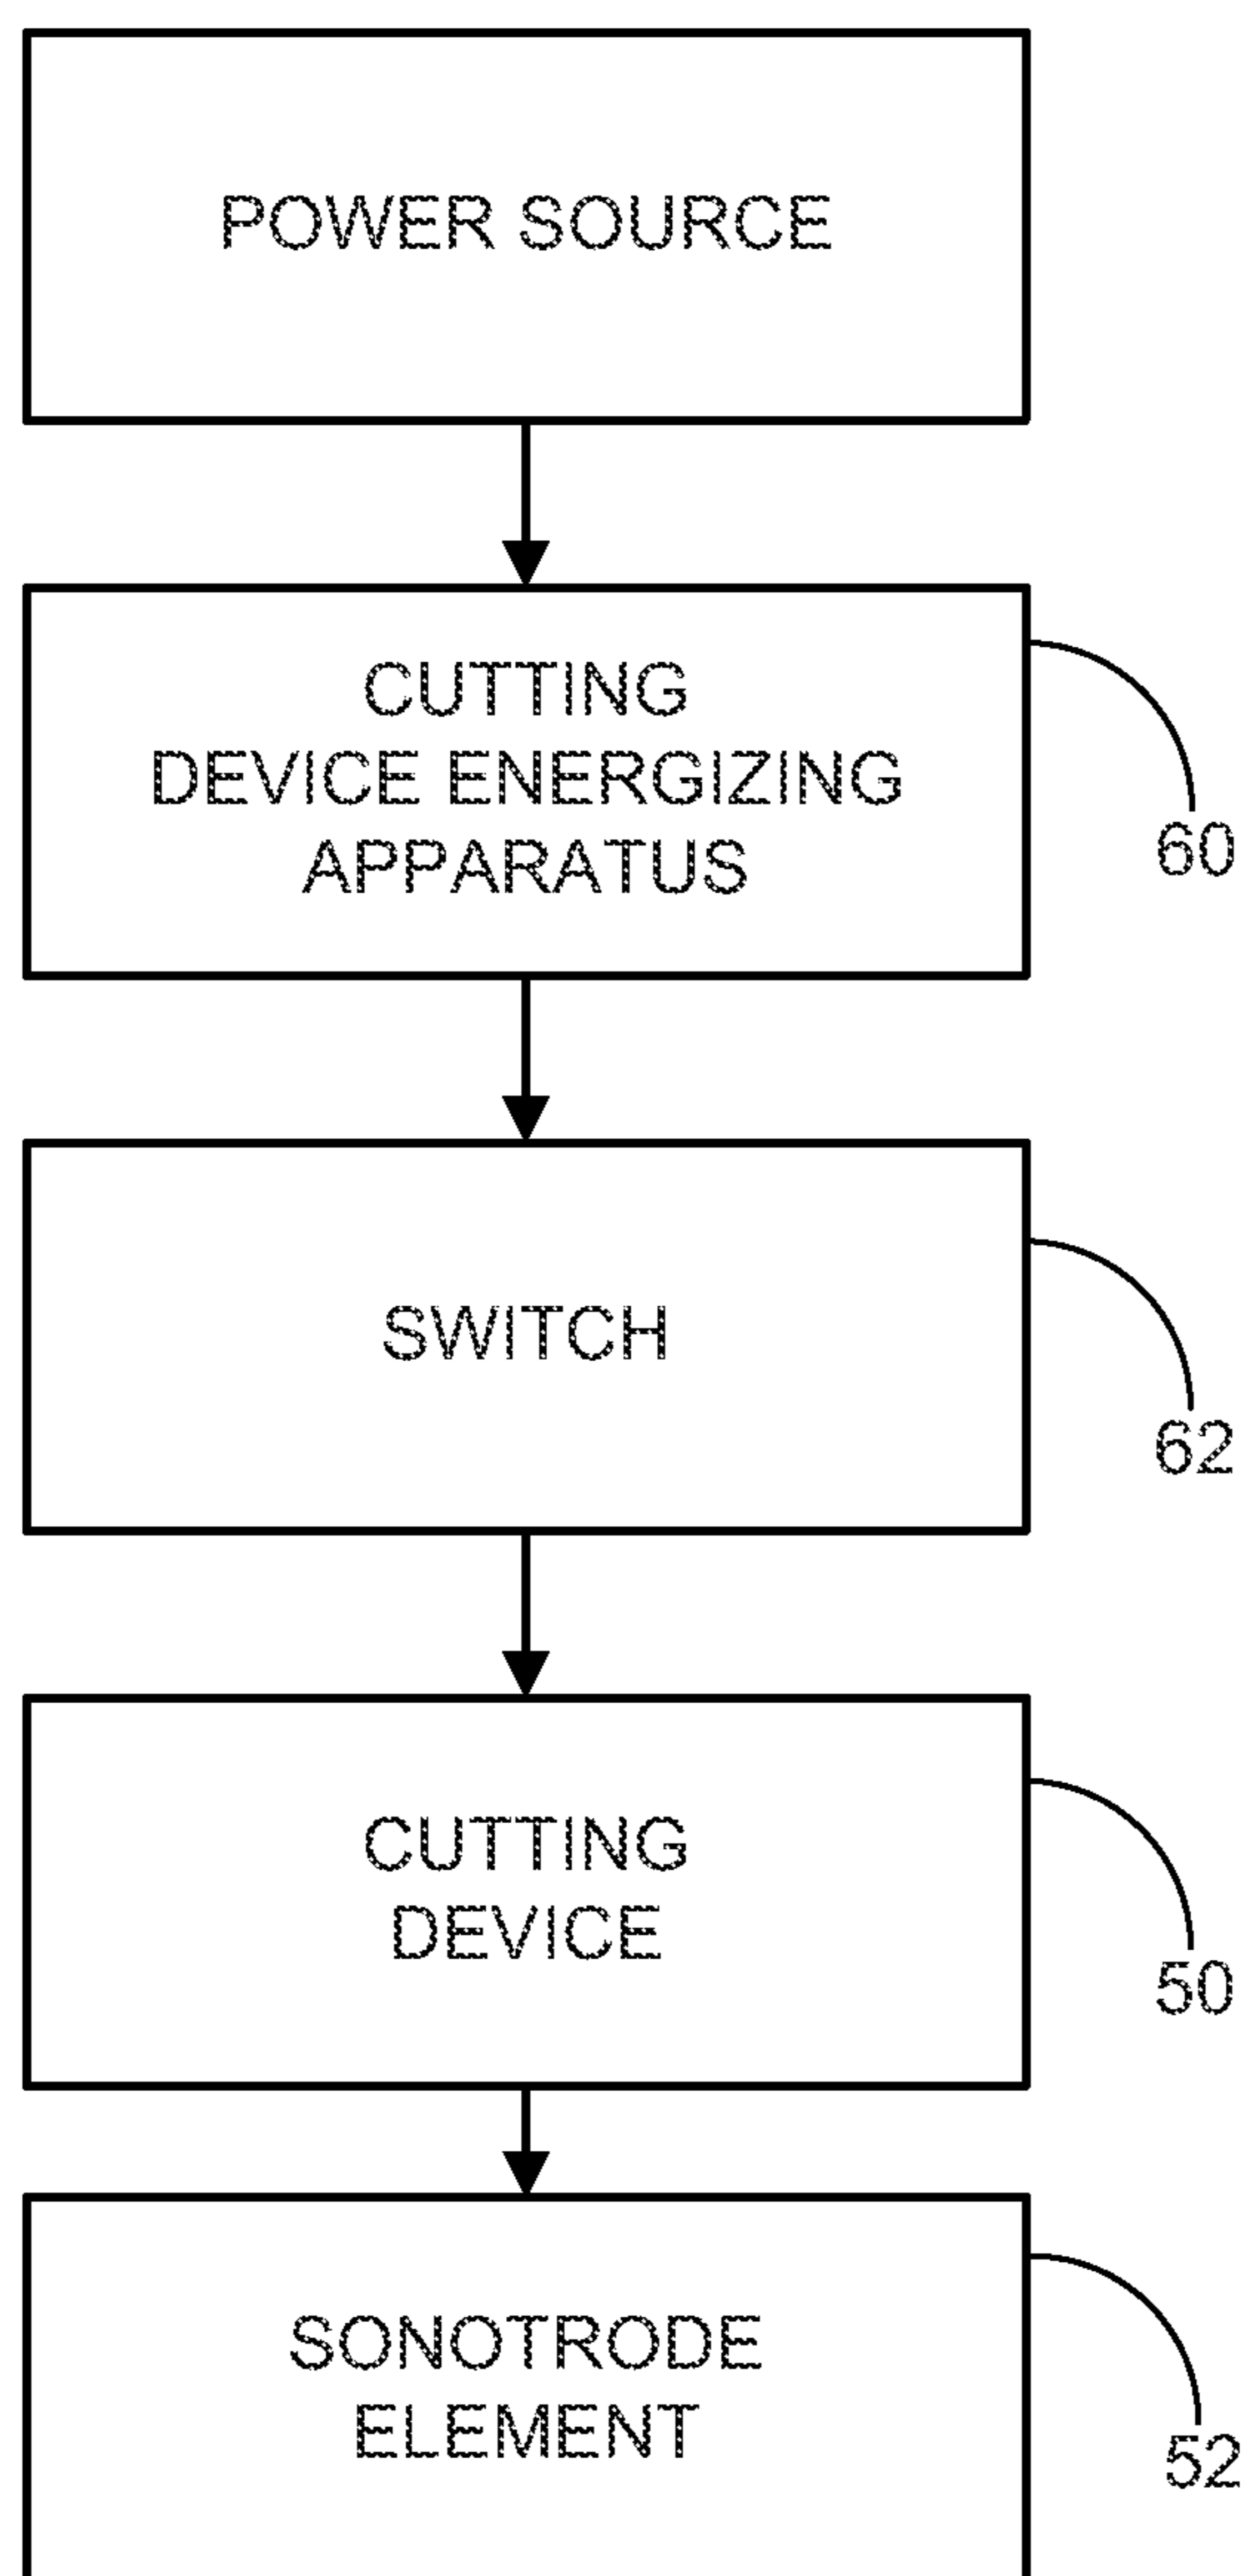 POWER SOURCE
CUTTING
DEVICE ENERGIZING
APPARATUS
60
SWITCH
62
CUTTING
DEVICE
50
SONOTRODE
ELEMENT
52